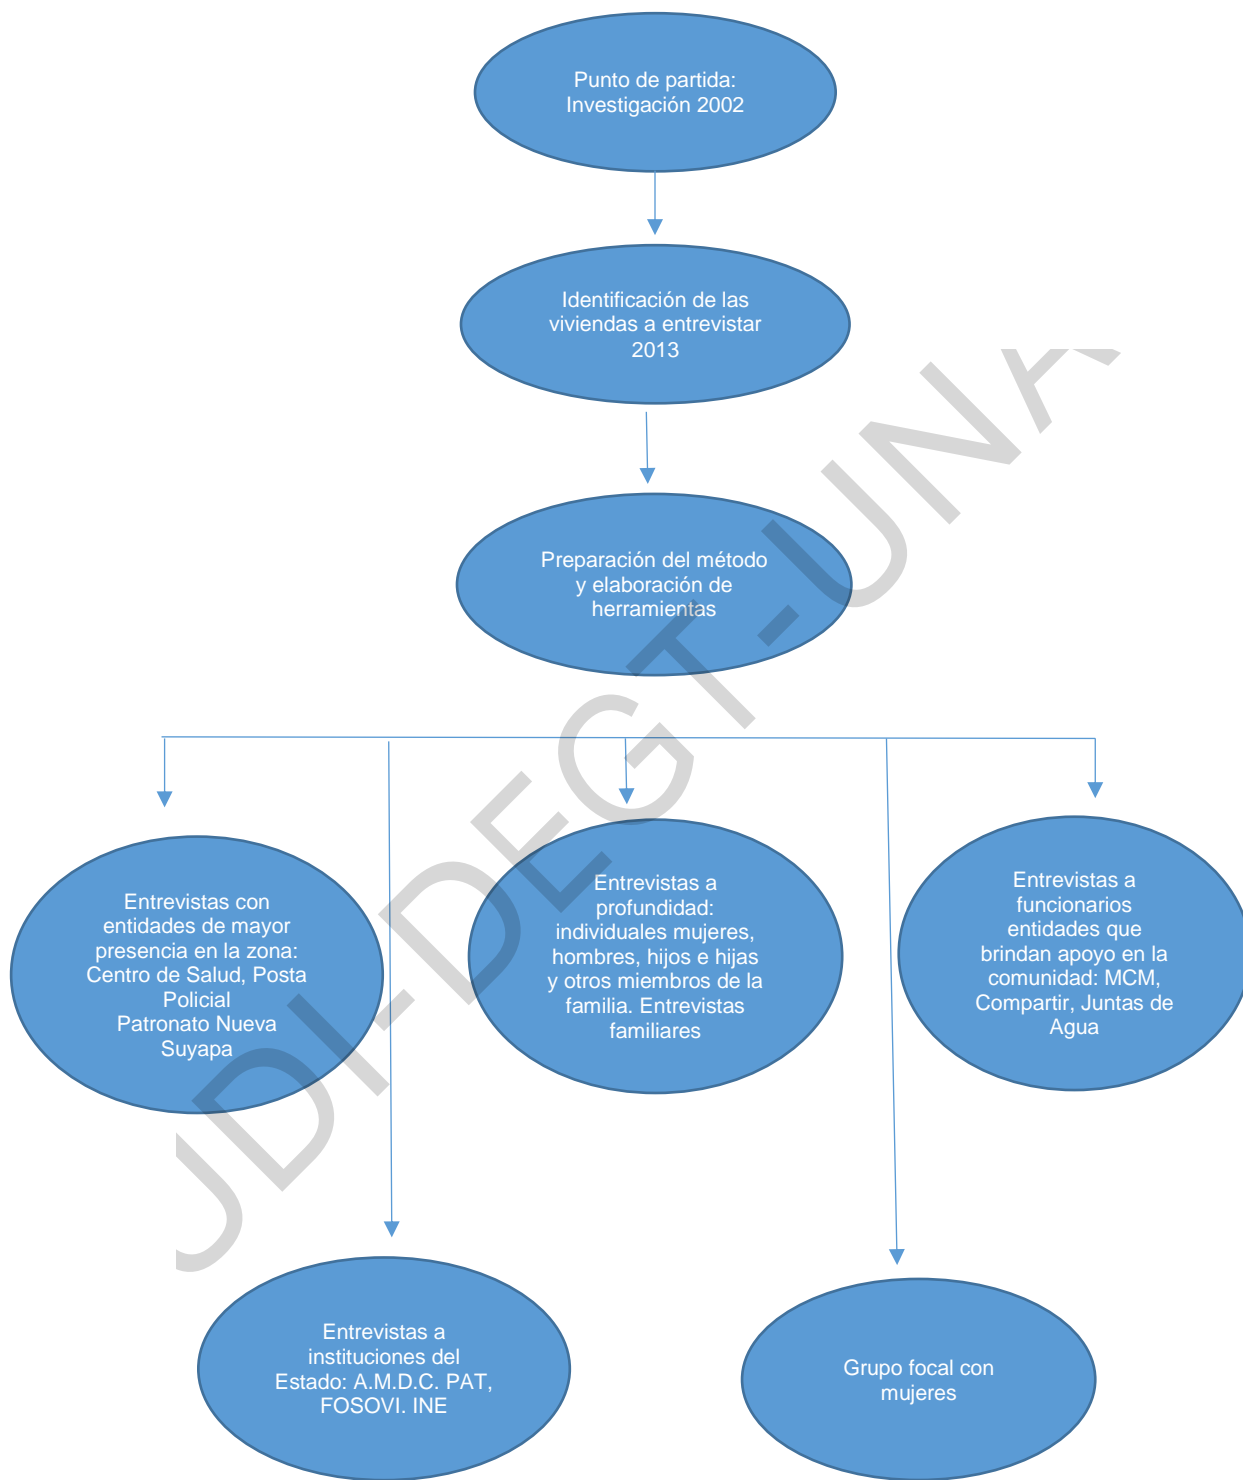 Punto de partida:
Investigación 2002
Identificación de las
viviendas a entrevistar
2013
Preparación del método
y elaboración de
herramientas
Entrevistas con
entidades de mayor
presencia en la zona:
Centro de Salud, Posta
Policial
Patronato Nueva
Suyapa
Entrevistas a
profundidad:
individuales mujeres,
hombres, hijos e hijas
y otros miembros de la
familia. Entrevistas
familiares
Entrevistas a
funcionarios
entidades que
brindan apoyo en la
comunidad: MCM,
Compartir, Juntas de
Agua
Entrevistas a
instituciones del
Estado: A.M.D.C. PAT,
FOSOVI. INE
Grupo focal con
mujeres
UDI-DEGT-UNA